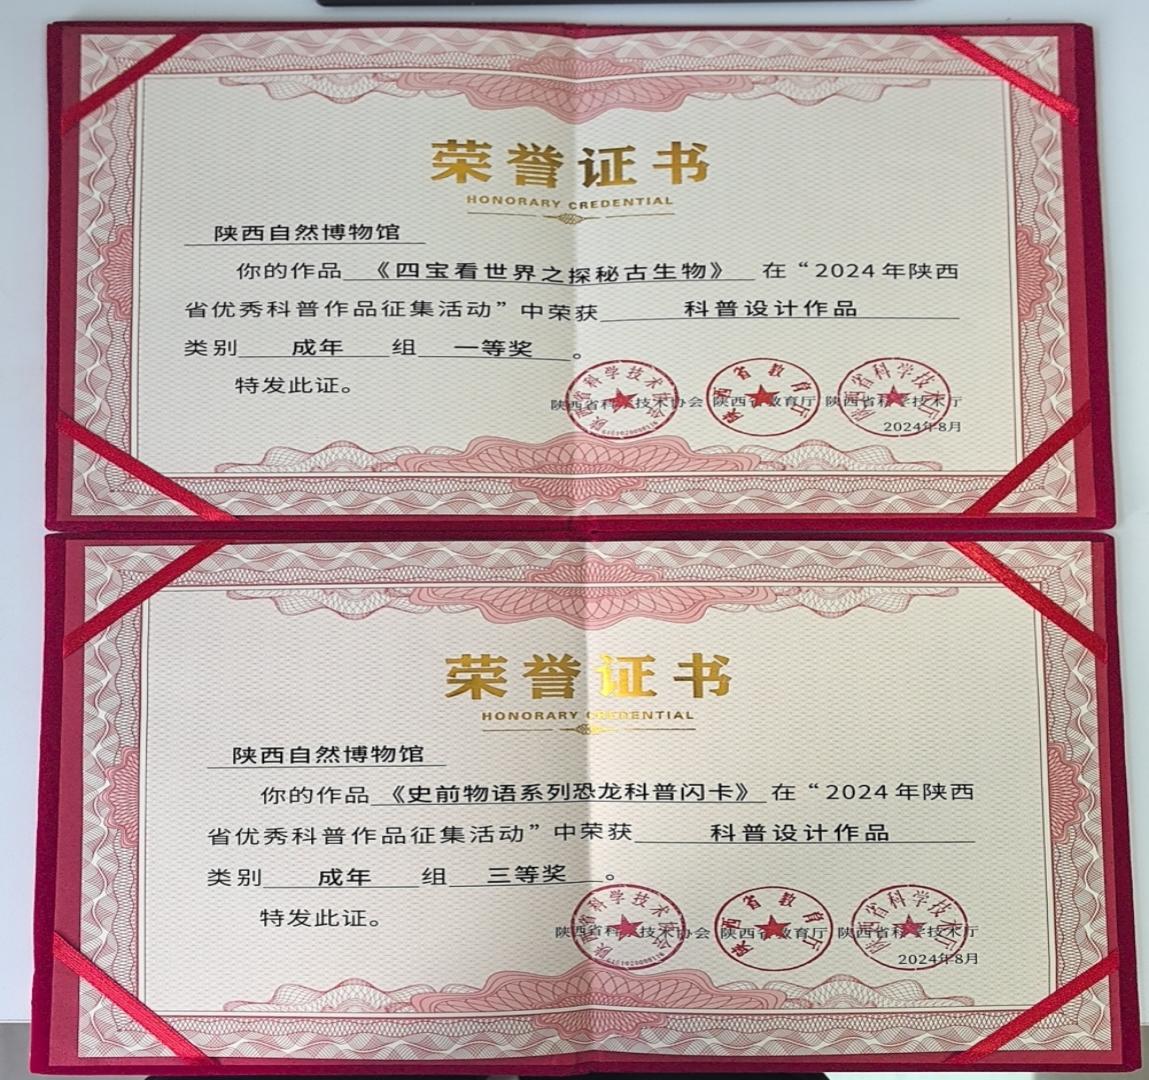 荣誉证书
HONORARY CREDENTIAL
陕西自然博物馆
你的作品《四宝看世界之探秘古生物》在“2024年陕西
省优秀科普作品征集活动”中荣获 科普设计作品
类别 成年 组 一等奖 。
特发此证。
陕西省科学技术协会 陕西省教育厅 陕西省科学技术厅
2024年8月
荣誉证书
HONORARY CREDENTIAL
陕西自然博物馆
你的作品《史前物语系列恐龙科普闪卡》在“2024年陕西
省优秀科普作品征集活动”中荣获 科普设计作品
类别 成年 组 三等奖 。
特发此证。
陕西省科学技术协会 陕西省教育厅 陕西省科学技术厅
2024年8月